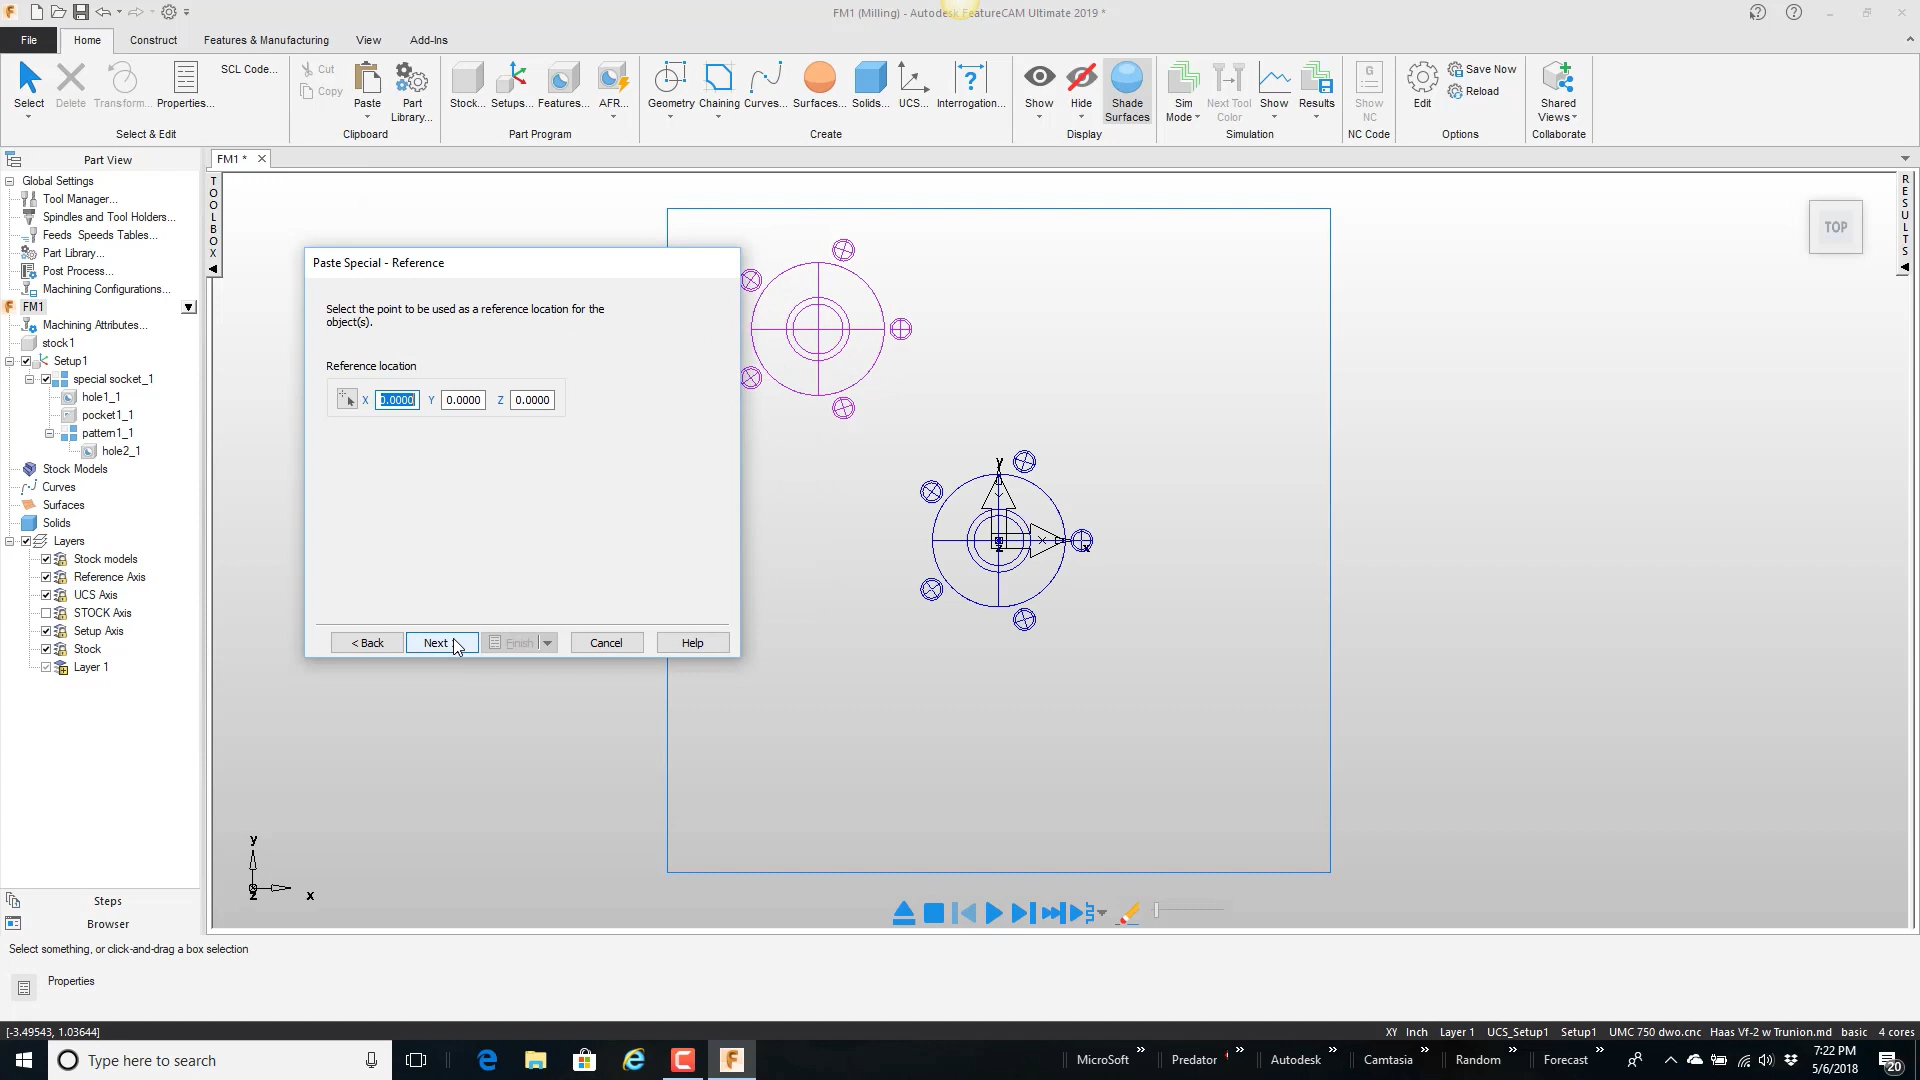 FM1 (Milling) - Autodesk FeatureCAM Ultimate 2019 *
File
Home
Construct
Features & Manufacturing
View
Add-Ins
Select
Delete
Transform...
Properties...
SCL Code...
Select & Edit
Cut
Copy
Paste
Part Library...
Clipboard
Stock...
Setups...
Features...
AFR...
Part Program
Geometry
Chaining
Curves...
Surfaces...
Solids...
UCS...
Interrogation...
Create
Show
Hide
Shade Surfaces
Display
Sim Mode
Next Tool Color
Show
Results
Simulation
G
Show NC
NC Code
Edit
Save Now
Reload
Options
Shared Views
Collaborate
Part View
FM1 *
Global Settings
Tool Manager...
Spindles and Tool Holders...
Feeds Speeds Tables...
Part Library...
Post Process...
Machining Configurations...
FM1
Machining Attributes...
stock1
Setup1
special socket_1
hole1_1
pocket1_1
pattern1_1
hole2_1
Stock Models
Curves
Surfaces
Solids
Layers
Stock models
Reference Axis
UCS Axis
STOCK Axis
Setup Axis
Stock
Layer 1
Steps
Browser
TOOLBOX
RESULTS
TOP
Paste Special - Reference
Select the point to be used as a reference location for the
object(s).
Reference location
X 0.0000 Y 0.0000 Z 0.0000
< Back
Next
Finish
Cancel
Help
y
x
z
y
z
x
Select something, or click-and-drag a box selection
Properties
[-3.49543, 1.03644]
XY Inch Layer 1 UCS_Setup1 Setup1 UMC 750 dwo.cnc Haas Vf-2 w Trunion.md basic 4 cores
Type here to search
MicroSoft
Predator
Autodesk
Camtasia
Random
Forecast
7:22 PM
5/6/2018
20